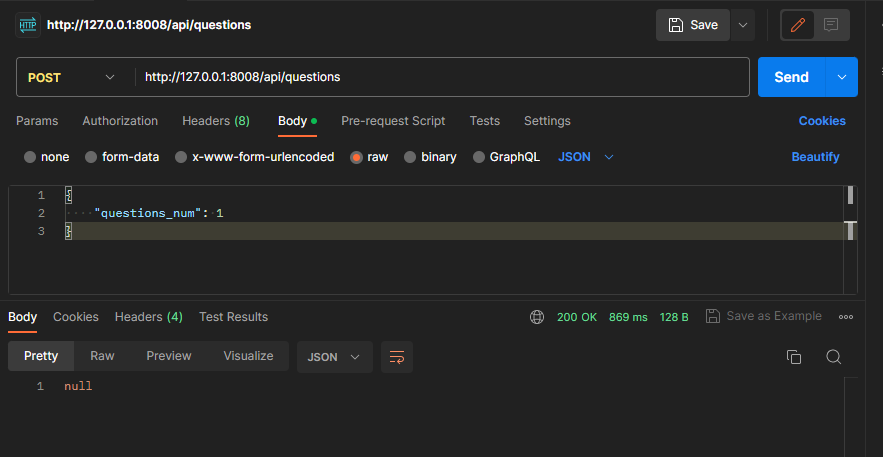 HTTP http://127.0.0.1:8008/api/questions Save
POST http://127.0.0.1:8008/api/questions Send
Params Authorization Headers (8) Body Pre-request Script Tests Settings Cookies
none form-data x-www-form-urlencoded raw binary GraphQL JSON Beautify
1 {
2 ····"questions_num":·1
3 }
Body Cookies Headers (4) Test Results 200 OK 869 ms 128 B Save as Example
Pretty Raw Preview Visualize JSON
1 null